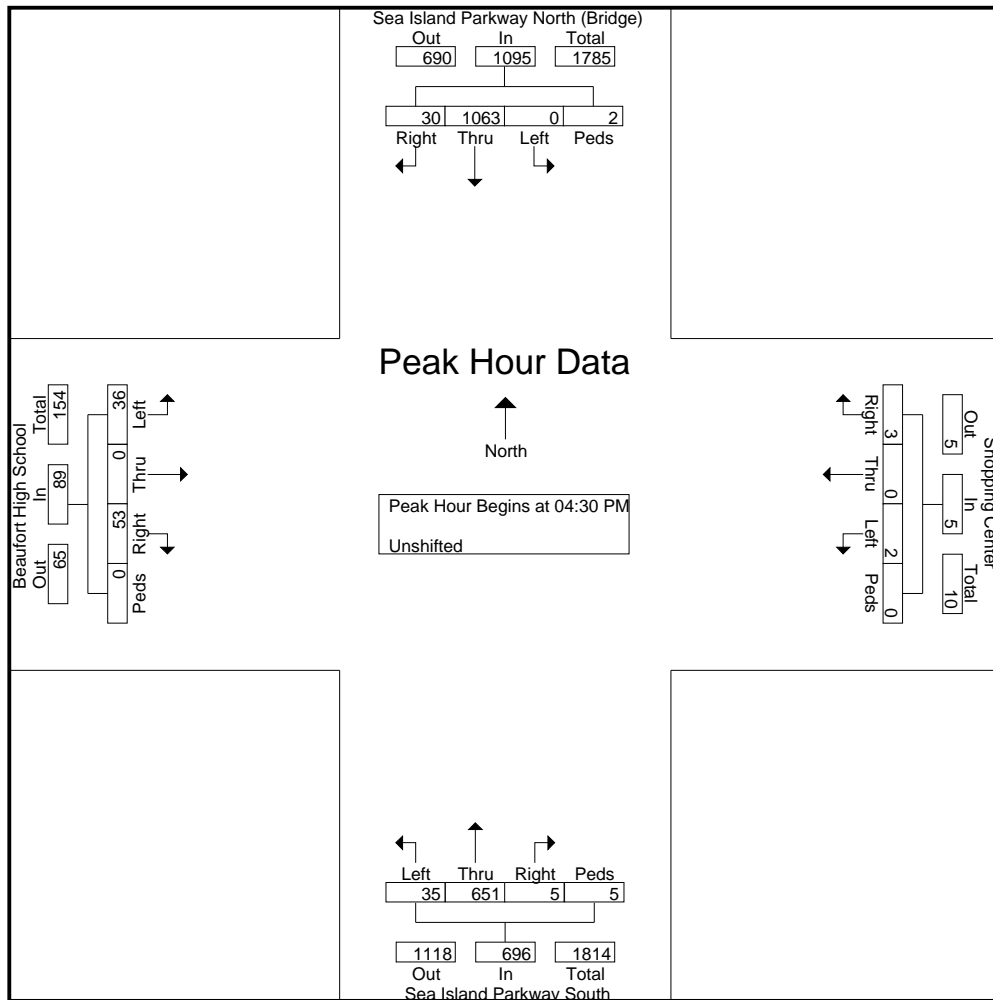 Sea Island Parkway North (Bridge)
Out In Total
690 1095 1785
30 1063 0 2
Right Thru Left Peds
Peak Hour Data
North
Peak Hour Begins at 04:30 PM
Unshifted
Beaufort High School
Out In Total
65 89 154
36 0 53 0
Left Thru Right Peds
Shopping Center
Out In Total
5 5 10
Right Thru Left Peds
3 0 2 0
Left Thru Right Peds
35 651 5 5
1118 696 1814
Out In Total
Sea Island Parkway South